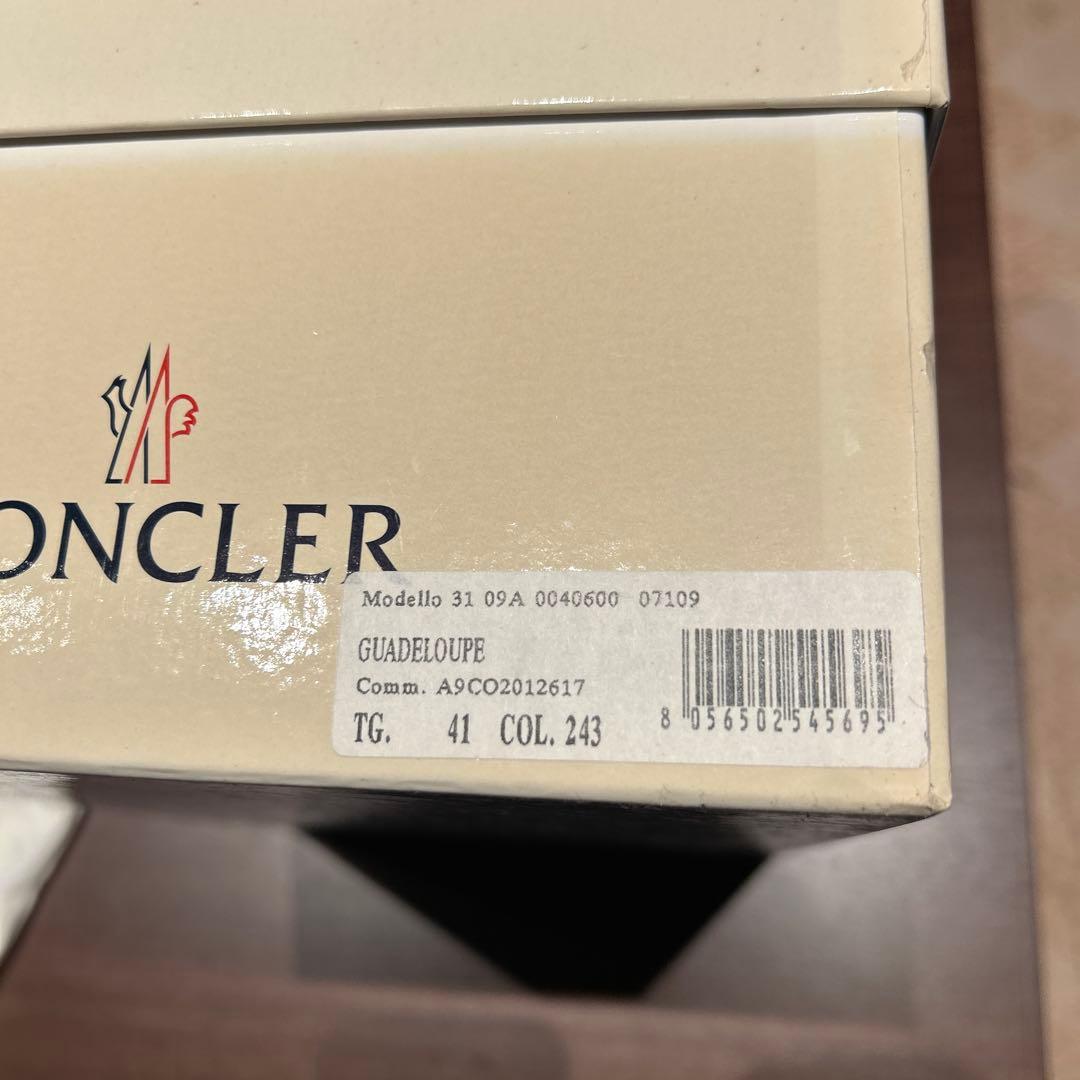 ONCLER
Modello 31 09A 0040600 07109
GUADELOUPE
Comm. A9CO2012617
TG. 41 COL. 243
8 056502 545695